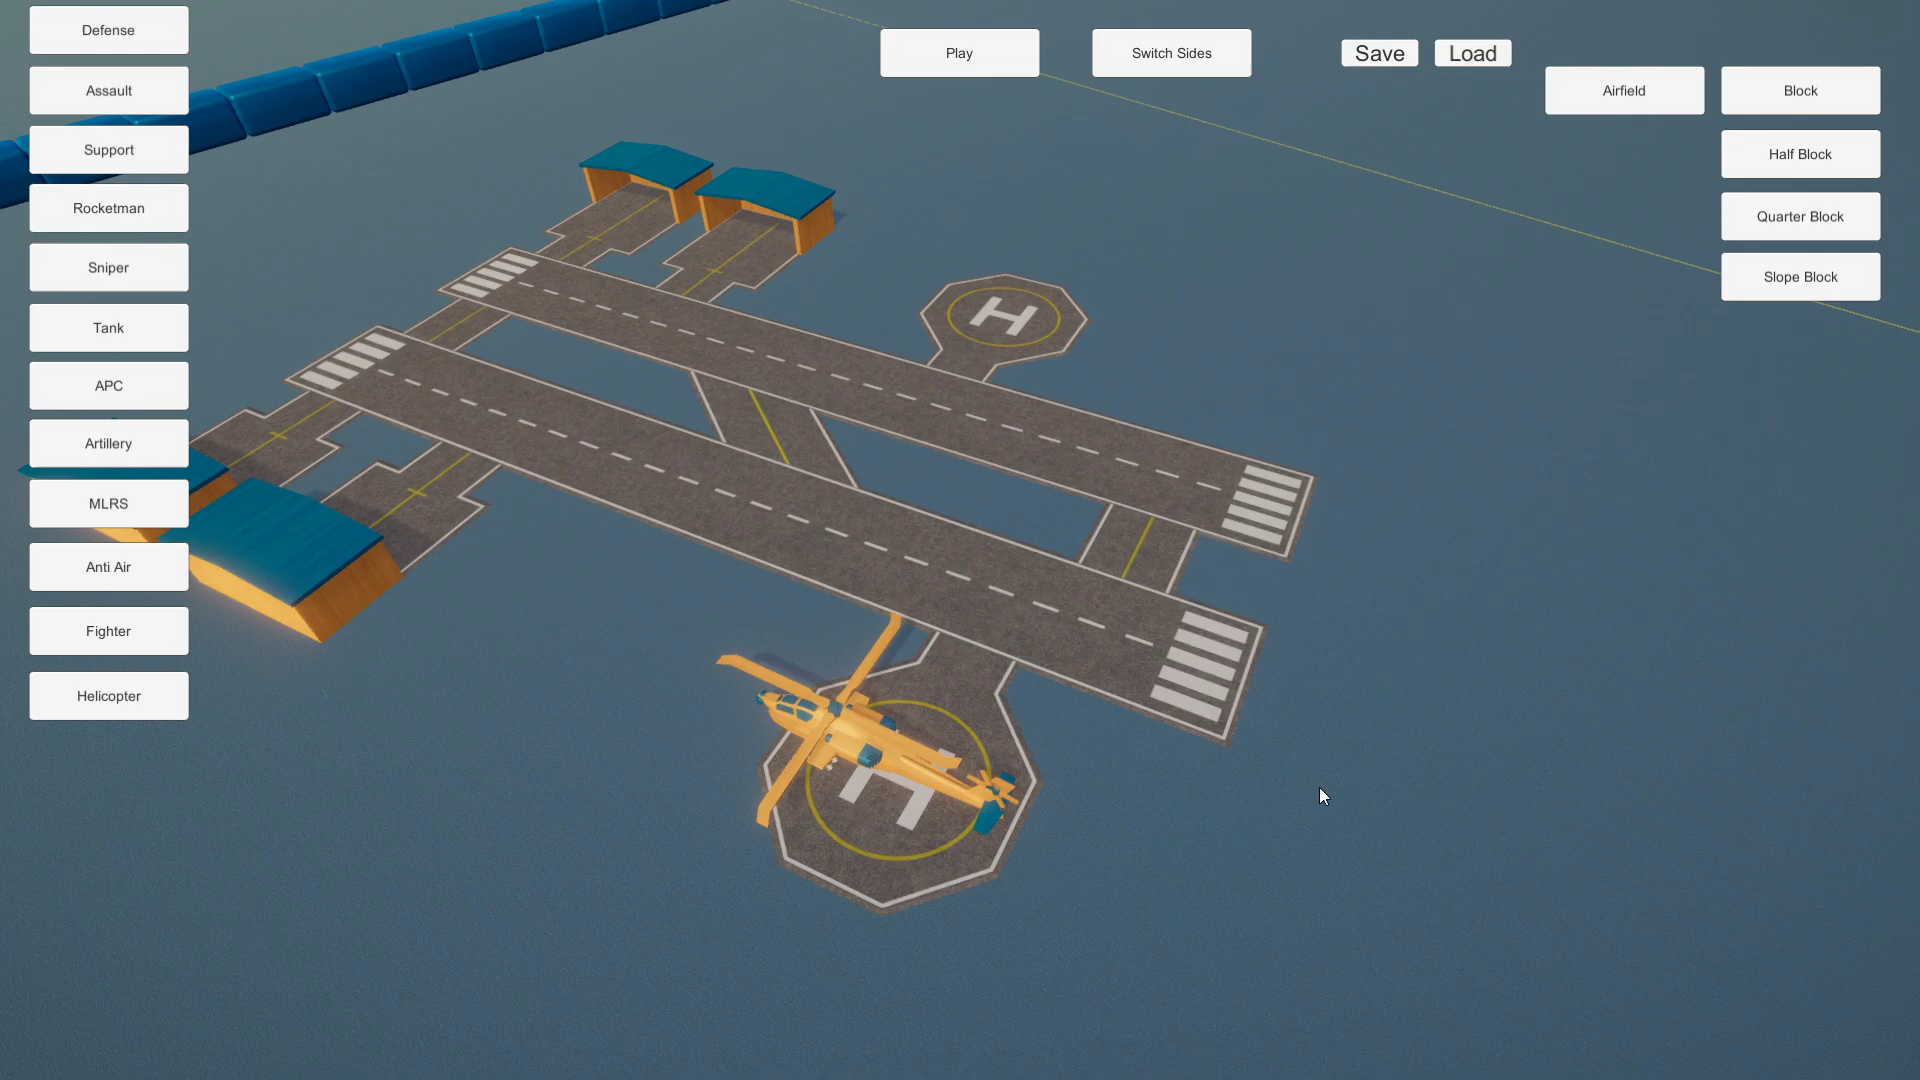 Defense
Assault
Support
Rocketman
Sniper
Tank
APC
Artillery
MLRS
Anti Air
Fighter
Helicopter
Play
Switch Sides
Save
Load
Airfield
Block
Half Block
Quarter Block
Slope Block
H
H